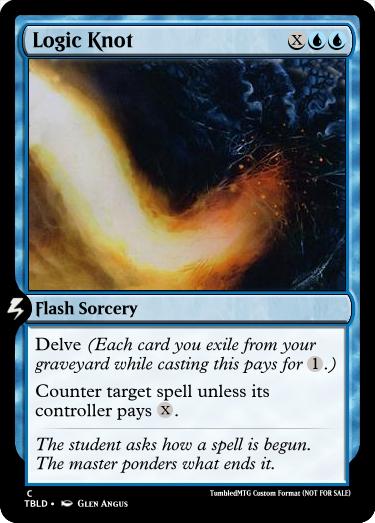 Logic Knot X
Flash Sorcery
Delve (Each card you exile from your
graveyard while casting this pays for 1.)
Counter target spell unless its
controller pays X.
The student asks how a spell is begun.
The master ponders what ends it.
C
TBLD • Glen Angus
TumbledMTG Custom Format (NOT FOR SALE)